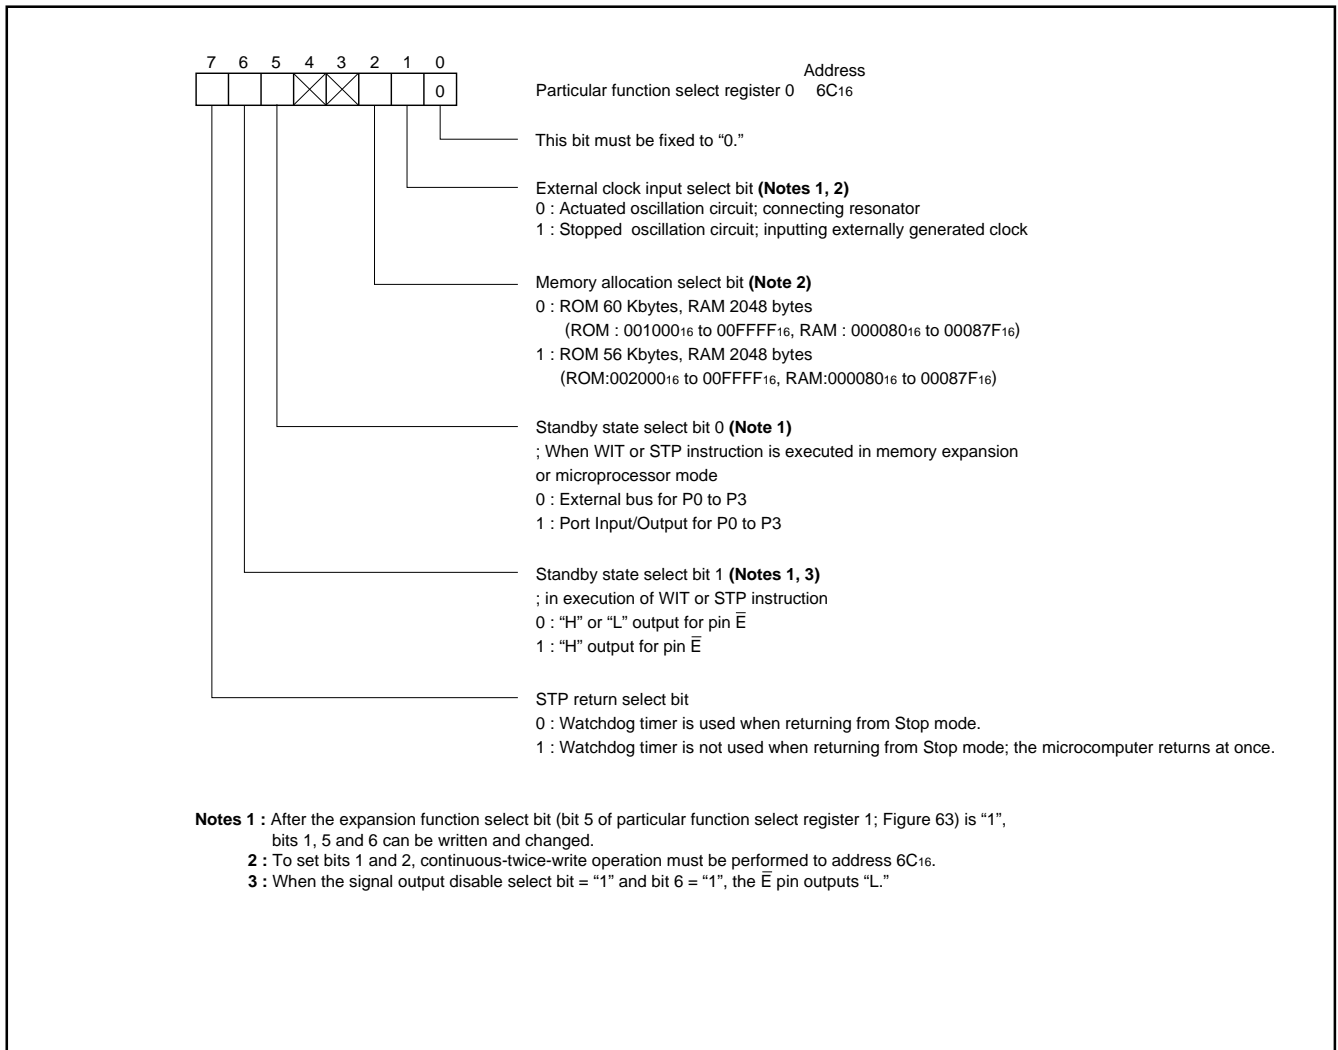 7 6 5 4 3 2 1 0
Address
0
Particular function select register 0 6C16
This bit must be fixed to “0.”
External clock input select bit (Notes 1, 2)
0 : Actuated oscillation circuit; connecting resonator
1 : Stopped oscillation circuit; inputting externally generated clock
Memory allocation select bit (Note 2)
0 : ROM 60 Kbytes, RAM 2048 bytes
(ROM : 00100016 to 00FFFF16, RAM : 00008016 to 00087F16)
1 : ROM 56 Kbytes, RAM 2048 bytes
(ROM:00200016 to 00FFFF16, RAM:00008016 to 00087F16)
Standby state select bit 0 (Note 1)
; When WIT or STP instruction is executed in memory expansion
or microprocessor mode
0 : External bus for P0 to P3
1 : Port Input/Output for P0 to P3
Standby state select bit 1 (Notes 1, 3)
; in execution of WIT or STP instruction
0 : “H” or “L” output for pin E̅
1 : “H” output for pin E̅
STP return select bit
0 : Watchdog timer is used when returning from Stop mode.
1 : Watchdog timer is not used when returning from Stop mode; the microcomputer returns at once.
Notes 1 : After the expansion function select bit (bit 5 of particular function select register 1; Figure 63) is “1”,
bits 1, 5 and 6 can be written and changed.
2 : To set bits 1 and 2, continuous-twice-write operation must be performed to address 6C16.
3 : When the signal output disable select bit = “1” and bit 6 = “1”, the E̅ pin outputs “L.”